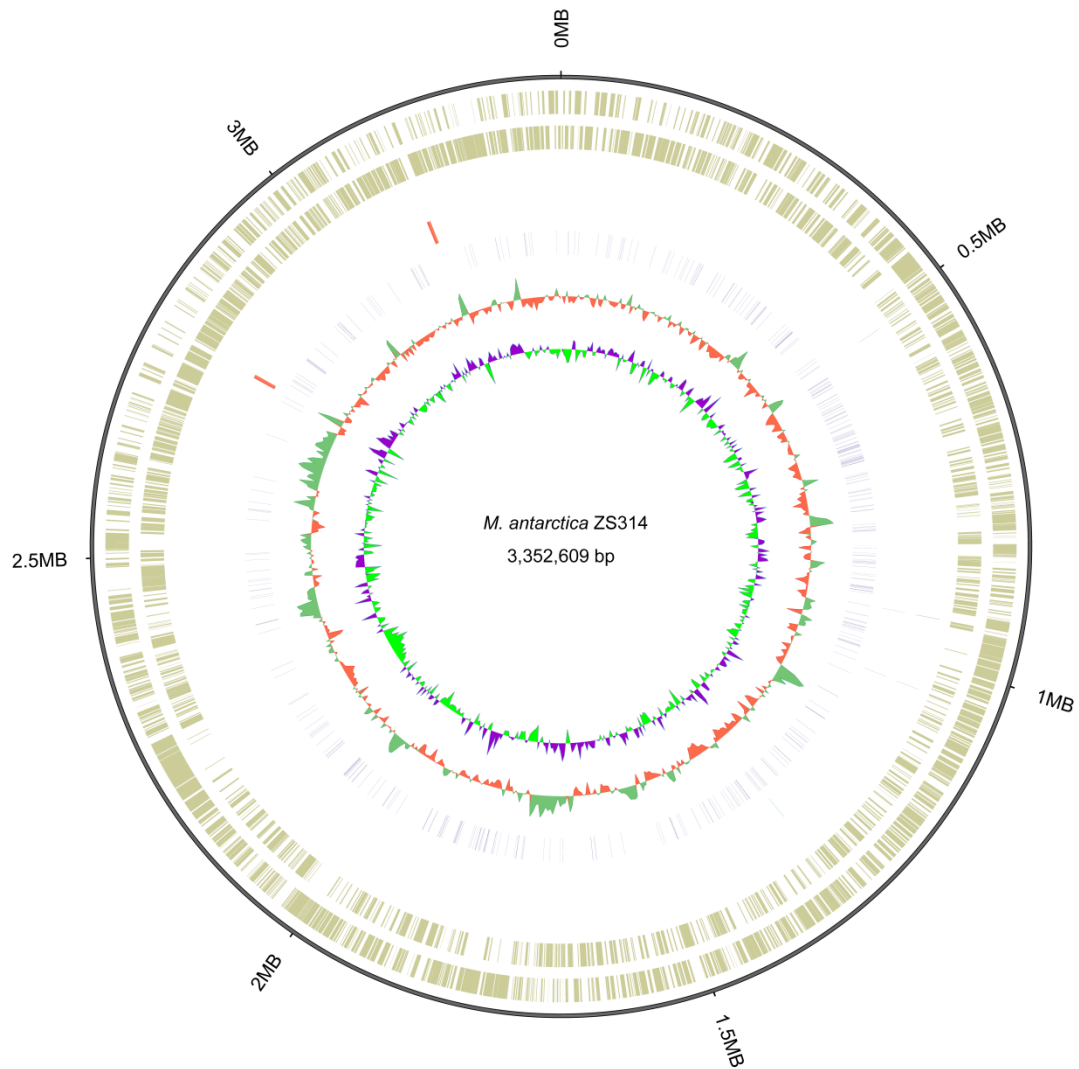 0MB
0.5MB
1MB
1.5MB
2MB
2.5MB
3MB
M. antarctica ZS314
3,352,609 bp